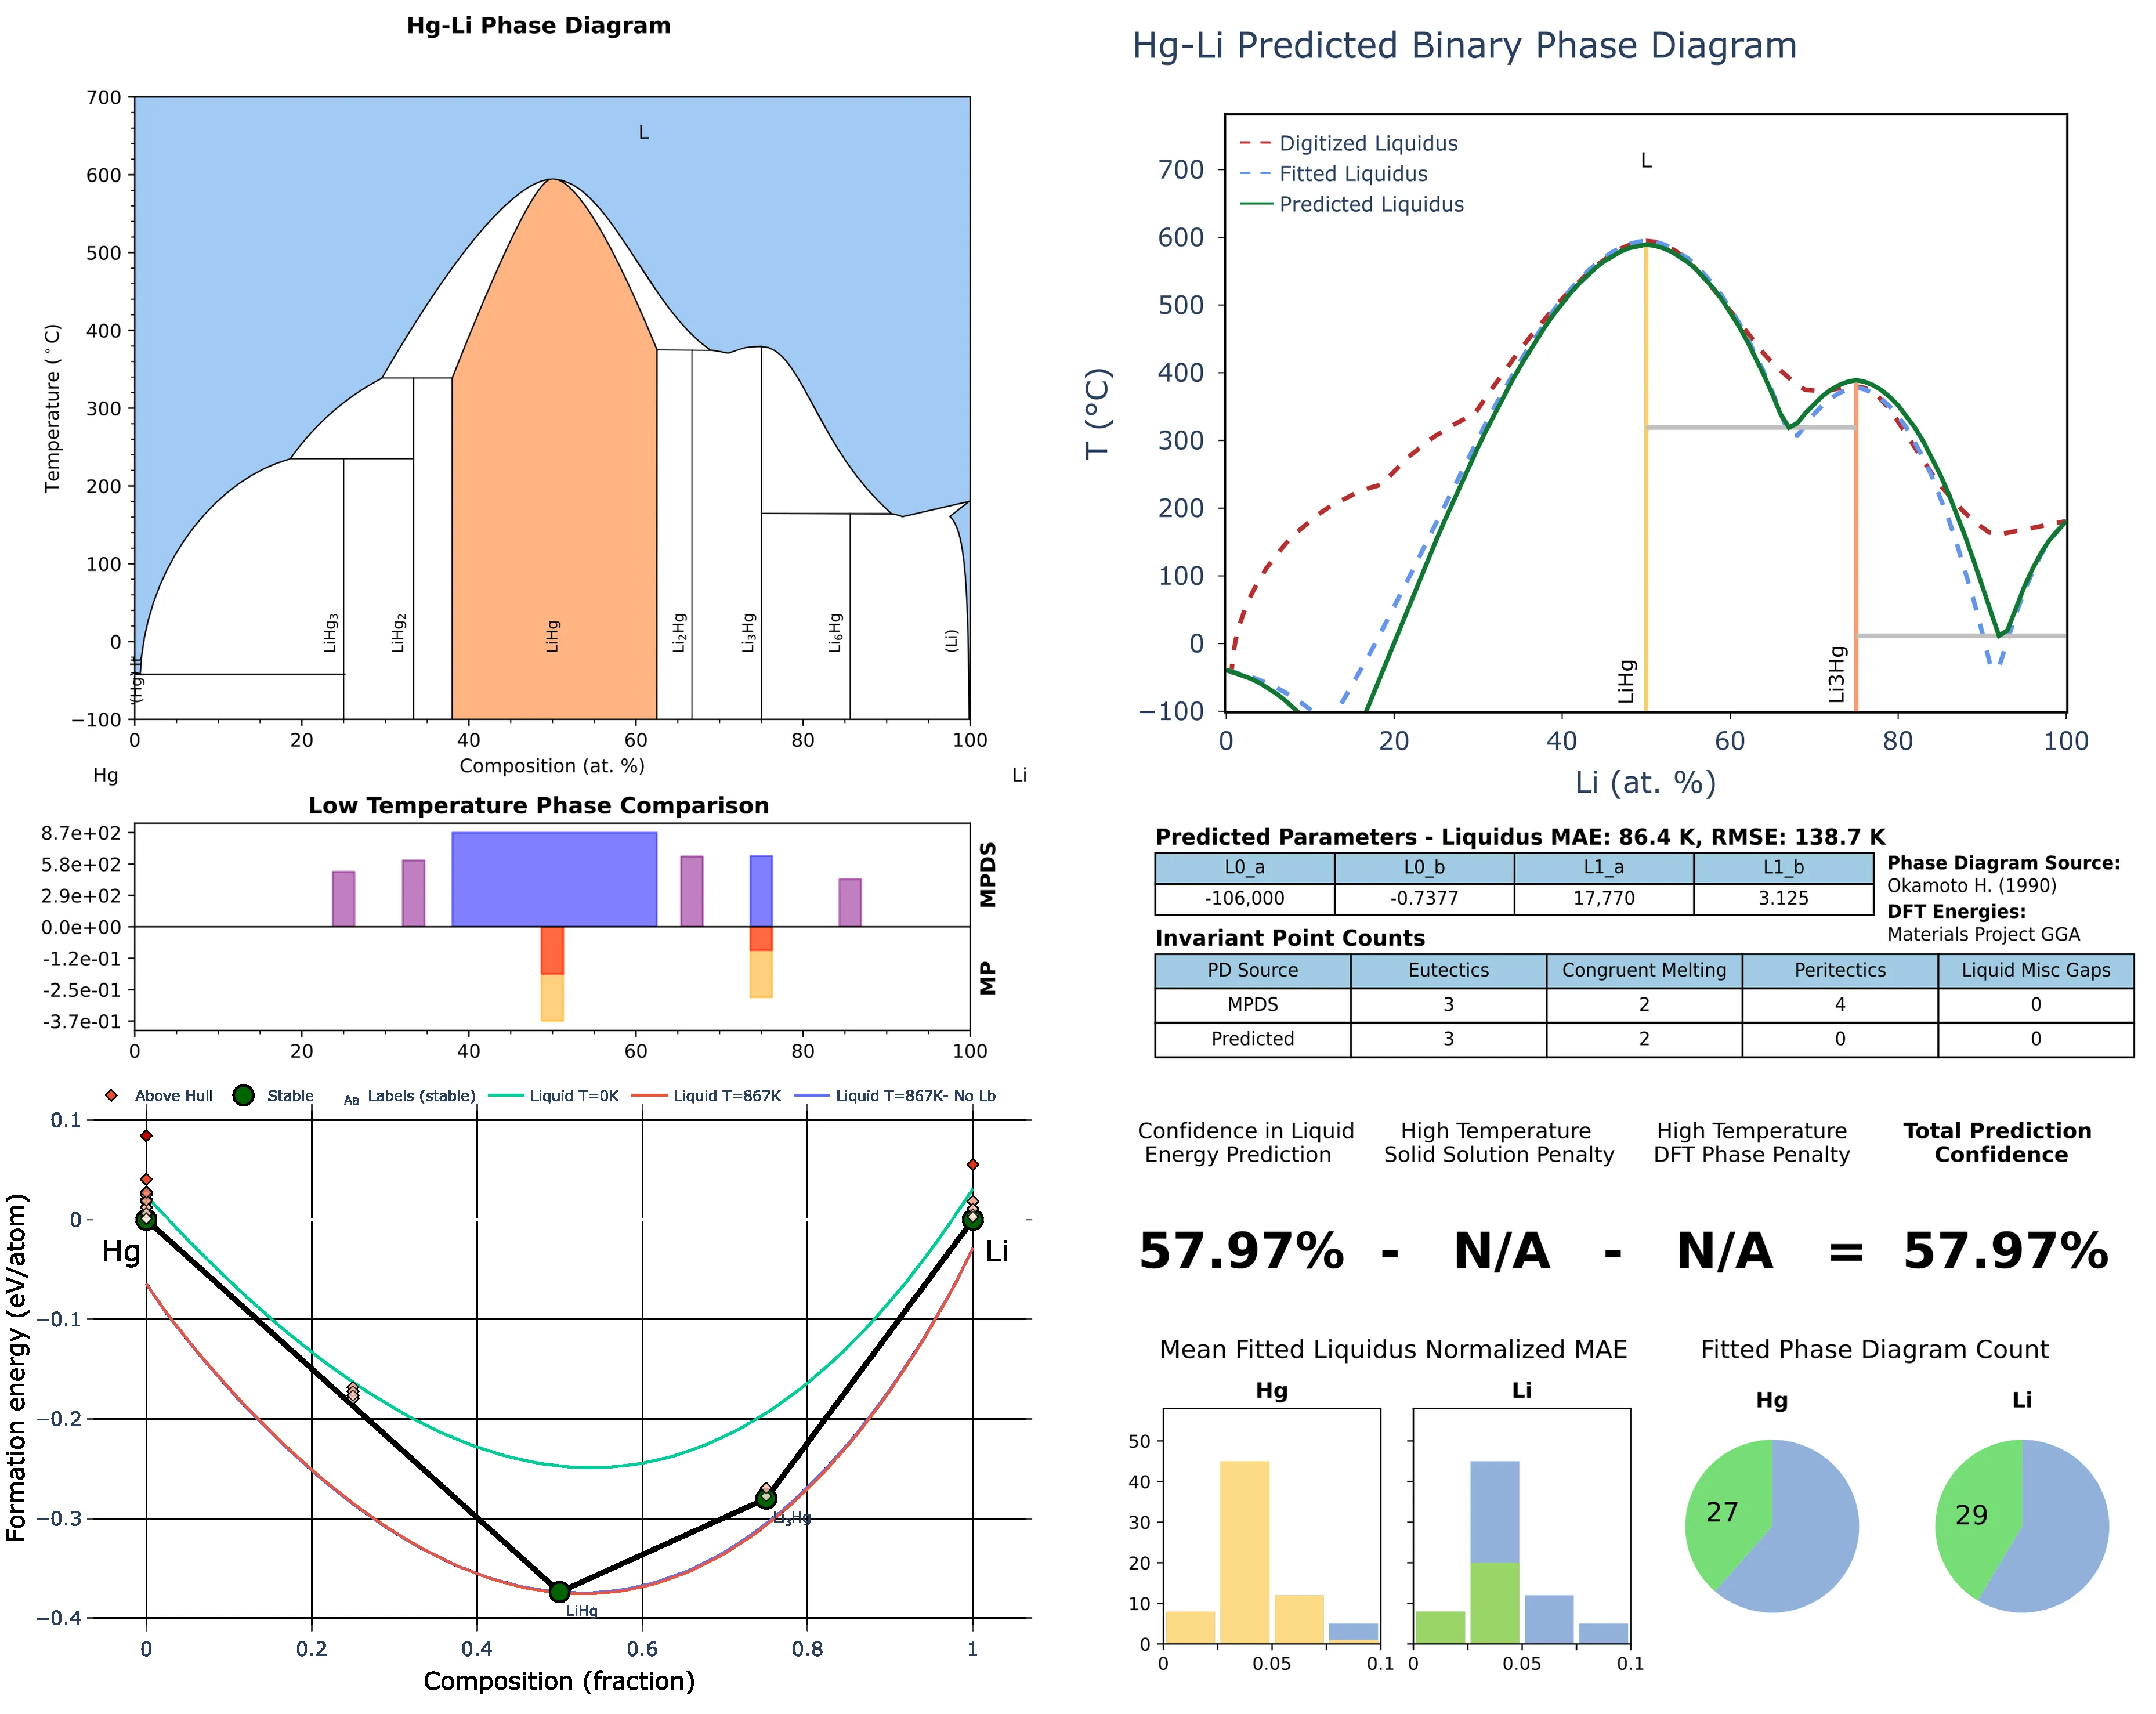 Hg-Li Phase Diagram
700
600
500
400
300
200
100
0
−100
Temperature (°C)
L
LiHg3
LiHg2
LiHg
Li2Hg
Li3Hg
Li6Hg
(Li)
0 20 40 60 80 100
Composition (at. %)
Hg
Li
Low Temperature Phase Comparison
8.7e+02
5.8e+02
2.9e+02
0.0e+00
-1.2e-01
-2.5e-01
-3.7e-01
MPDS
MP
0 20 40 60 80 100
Above Hull Stable Aa Labels (stable) Liquid T=0K Liquid T=867K Liquid T=867K- No Lb
0.1
0
−0.1
−0.2
−0.3
−0.4
Formation energy (eV/atom)
Hg
Li
Li3Hg
LiHg
0 0.2 0.4 0.6 0.8 1
Composition (fraction)
Hg-Li Predicted Binary Phase Diagram
Digitized Liquidus
Fitted Liquidus
Predicted Liquidus
L
700
600
500
400
300
200
100
0
−100
T (°C)
LiHg
Li3Hg
0 20 40 60 80 100
Li (at. %)
Predicted Parameters - Liquidus MAE: 86.4 K, RMSE: 138.7 K
L0_a L0_b L1_a L1_b
-106,000 -0.7377 17,770 3.125
Phase Diagram Source:
Okamoto H. (1990)
DFT Energies:
Materials Project GGA
Invariant Point Counts
PD Source Eutectics Congruent Melting Peritectics Liquid Misc Gaps
MPDS 3 2 4 0
Predicted 3 2 0 0
Confidence in Liquid
Energy Prediction
High Temperature
Solid Solution Penalty
High Temperature
DFT Phase Penalty
Total Prediction
Confidence
57.97% - N/A - N/A = 57.97%
Mean Fitted Liquidus Normalized MAE
Hg
Li
50
40
30
20
10
0
0 0.05 0.1
0 0.05 0.1
Fitted Phase Diagram Count
Hg
Li
27
29